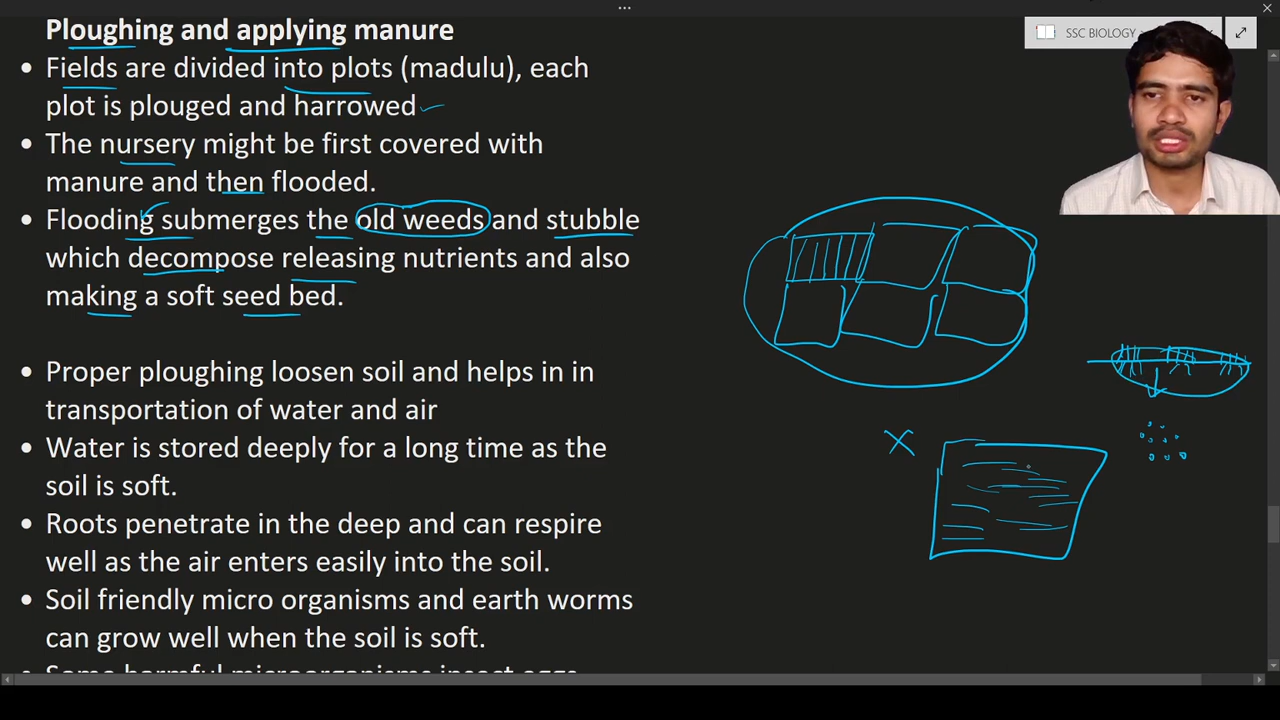 Ploughing and applying manure
SSC BIOLOGY
• Fields are divided into plots (madulu), each
plot is plouged and harrowed
• The nursery might be first covered with
manure and then flooded.
• Flooding submerges the old weeds and stubble
which decompose releasing nutrients and also
making a soft seed bed.
• Proper ploughing loosen soil and helps in in
transportation of water and air
• Water is stored deeply for a long time as the
soil is soft.
• Roots penetrate in the deep and can respire
well as the air enters easily into the soil.
• Soil friendly micro organisms and earth worms
can grow well when the soil is soft.
• Some harmful microorganisms insect eggs